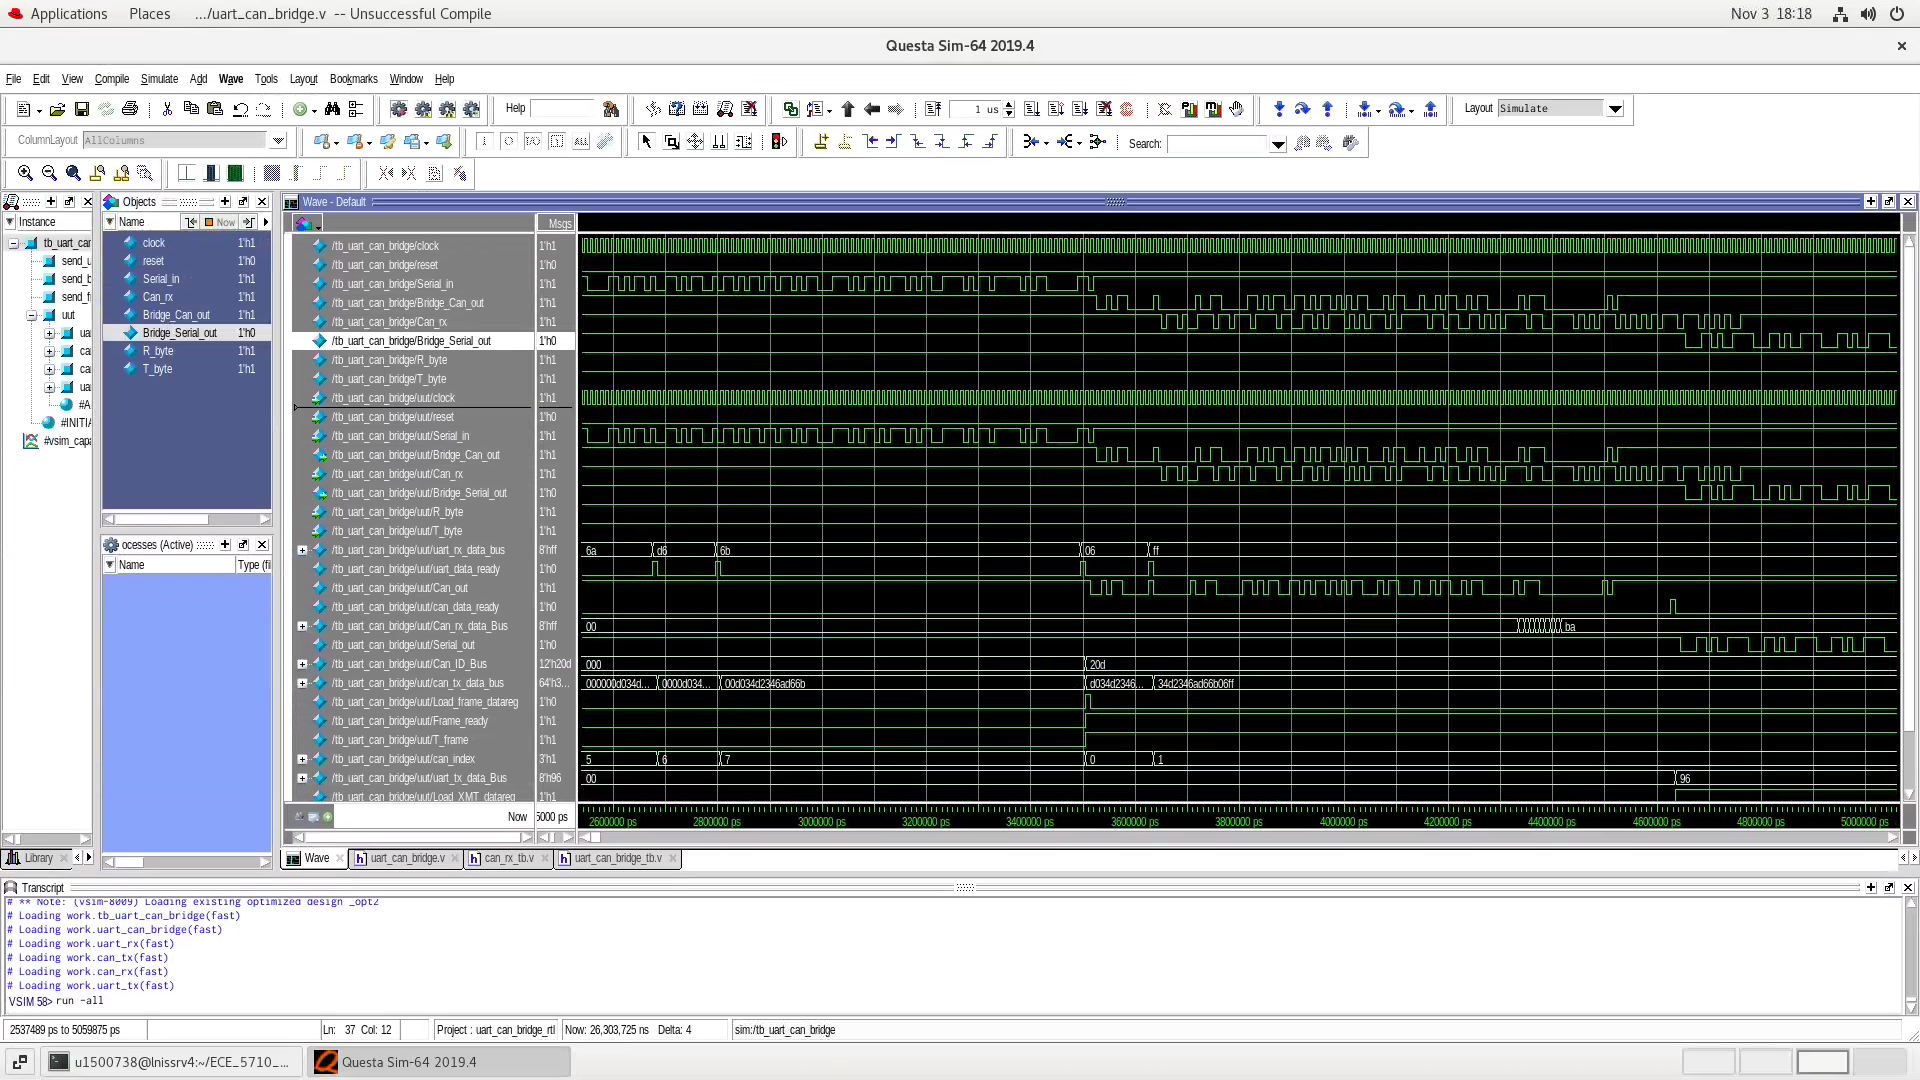 Applications Places .../uart_can_bridge.v -- Unsuccessful Compile Nov 3 18:18
Questa Sim-64 2019.4
File Edit View Compile Simulate Add Wave Tools Layout Bookmarks Window Help
Help 1 us Layout Simulate
ColumnLayout AllColumns Search:
Objects Wave - Default
Instance Name Now Msgs
tb_uart_can
send_u
send_b
send_fi
uut
uar
can
can
uar
#A
#INITIA
#vsim_capa
clock 1'h1
reset 1'h0
Serial_in 1'h1
Can_rx 1'h1
Bridge_Can_out 1'h1
Bridge_Serial_out 1'h0
R_byte 1'h1
T_byte 1'h1
ocesses (Active)
Name Type (fi
/tb_uart_can_bridge/clock 1'h1
/tb_uart_can_bridge/reset 1'h0
/tb_uart_can_bridge/Serial_in 1'h1
/tb_uart_can_bridge/Bridge_Can_out 1'h1
/tb_uart_can_bridge/Can_rx 1'h1
/tb_uart_can_bridge/Bridge_Serial_out 1'h0
/tb_uart_can_bridge/R_byte 1'h1
/tb_uart_can_bridge/T_byte 1'h1
/tb_uart_can_bridge/uut/clock 1'h1
/tb_uart_can_bridge/uut/reset 1'h0
/tb_uart_can_bridge/uut/Serial_in 1'h1
/tb_uart_can_bridge/uut/Bridge_Can_out 1'h1
/tb_uart_can_bridge/uut/Can_rx 1'h1
/tb_uart_can_bridge/uut/Bridge_Serial_out 1'h0
/tb_uart_can_bridge/uut/R_byte 1'h1
/tb_uart_can_bridge/uut/T_byte 1'h1
/tb_uart_can_bridge/uut/uart_rx_data_bus 8'hff 6a d6 6b 06 ff
/tb_uart_can_bridge/uut/uart_data_ready 1'h0
/tb_uart_can_bridge/uut/Can_out 1'h1
/tb_uart_can_bridge/uut/can_data_ready 1'h0
/tb_uart_can_bridge/uut/Can_rx_data_Bus 8'hff 00 ba
/tb_uart_can_bridge/uut/Serial_out 1'h0
/tb_uart_can_bridge/uut/Can_ID_Bus 12'h20d 000 20d
/tb_uart_can_bridge/uut/can_tx_data_bus 64'h3... 000000d034d... 0000d034... 00d034d2346ad66b d034d2346... 34d2346ad66b06ff
/tb_uart_can_bridge/uut/Load_frame_datareg 1'h0
/tb_uart_can_bridge/uut/Frame_ready 1'h1
/tb_uart_can_bridge/uut/T_frame 1'h1
/tb_uart_can_bridge/uut/can_index 3'h1 5 6 7 0 1
/tb_uart_can_bridge/uut/uart_tx_data_Bus 8'h96 00 96
/tb_uart_can_bridge/uut/Load_XMT_datareg 1'h1
Now 5000 ps 2600000 ps 2800000 ps 3000000 ps 3200000 ps 3400000 ps 3600000 ps 3800000 ps 4000000 ps 4200000 ps 4400000 ps 4600000 ps 4800000 ps 5000000 ps
Library Wave uart_can_bridge.v can_rx_tb.v uart_can_bridge_tb.v
Transcript
# ** Note: (vsim-8009) Loading existing optimized design _opt2
# Loading work.tb_uart_can_bridge(fast)
# Loading work.uart_can_bridge(fast)
# Loading work.uart_rx(fast)
# Loading work.can_tx(fast)
# Loading work.can_rx(fast)
# Loading work.uart_tx(fast)
VSIM 58> run -all
2537489 ps to 5059875 ps Ln: 37 Col: 12 Project : uart_can_bridge_rtl Now: 26,303,725 ns Delta: 4 sim:/tb_uart_can_bridge
u1500738@lnissrv4:~/ECE_5710_... Questa Sim-64 2019.4